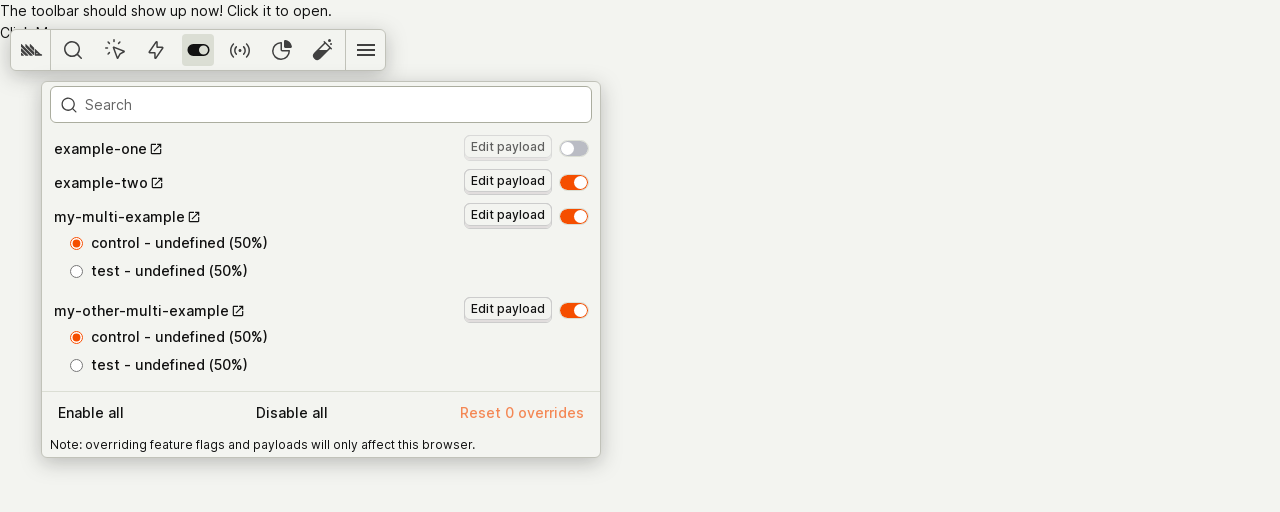 The toolbar should show up now! Click it to open.
Search
example-one Edit payload
example-two Edit payload
my-multi-example Edit payload
control - undefined (50%)
test - undefined (50%)
my-other-multi-example Edit payload
control - undefined (50%)
test - undefined (50%)
Enable all Disable all Reset 0 overrides
Note: overriding feature flags and payloads will only affect this browser.